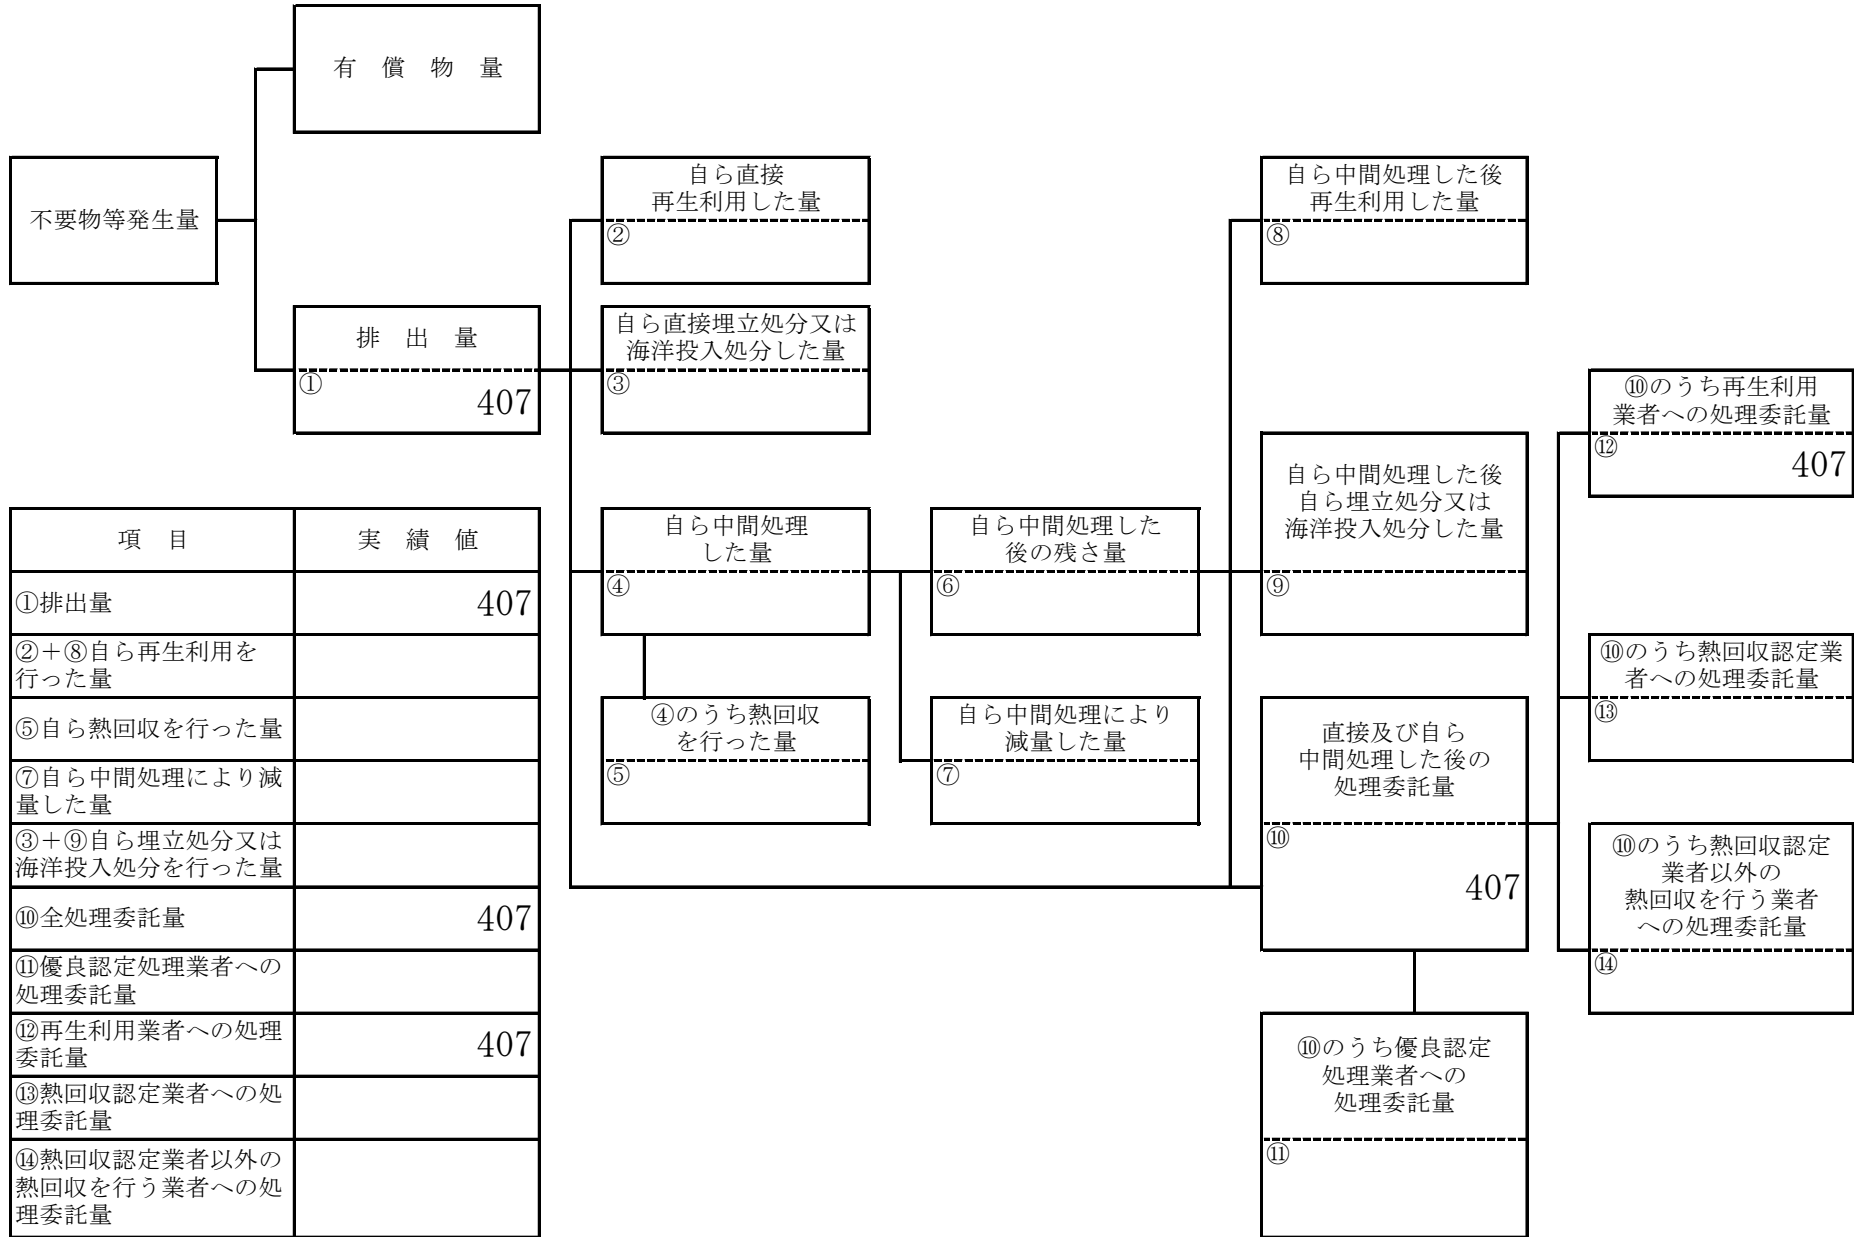 有　償　物　量
不要物等発生量
排　出　量
①
407
自ら直接
再生利用した量
②
自ら直接埋立処分又は
海洋投入処分した量
③
自ら中間処理
した量
④
④のうち熱回収
を行った量
⑤
自ら中間処理した
後の残さ量
⑥
自ら中間処理により
減量した量
⑦
自ら中間処理した後
再生利用した量
⑧
自ら中間処理した後
自ら埋立処分又は
海洋投入処分した量
⑨
直接及び自ら
中間処理した後の
処理委託量
⑩
407
⑩のうち優良認定
処理業者への
処理委託量
⑪
⑩のうち再生利用
業者への処理委託量
⑫
407
⑩のうち熱回収認定業
者への処理委託量
⑬
⑩のうち熱回収認定
業者以外の
熱回収を行う業者
への処理委託量
⑭
項　目
実　績　値
①排出量
407
②＋⑧自ら再生利用を
行った量
⑤自ら熱回収を行った量
⑦自ら中間処理により減
量した量
③＋⑨自ら埋立処分又は
海洋投入処分を行った量
⑩全処理委託量
407
⑪優良認定処理業者への
処理委託量
⑫再生利用業者への処理
委託量
407
⑬熱回収認定業者への処
理委託量
⑭熱回収認定業者以外の
熱回収を行う業者への処
理委託量